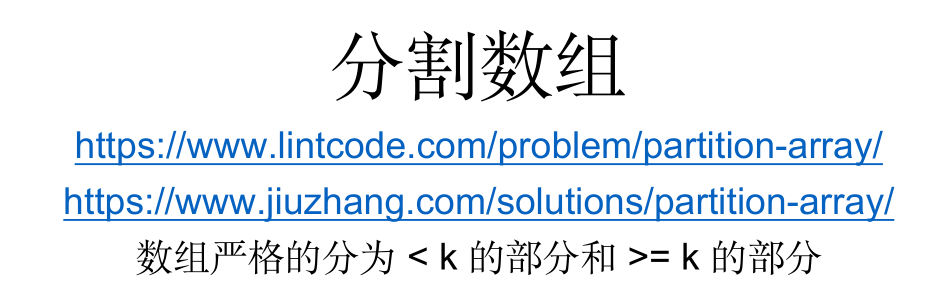 分割数组
https://www.lintcode.com/problem/partition-array/
https://www.jiuzhang.com/solutions/partition-array/
数组严格的分为 < k 的部分和 >= k 的部分